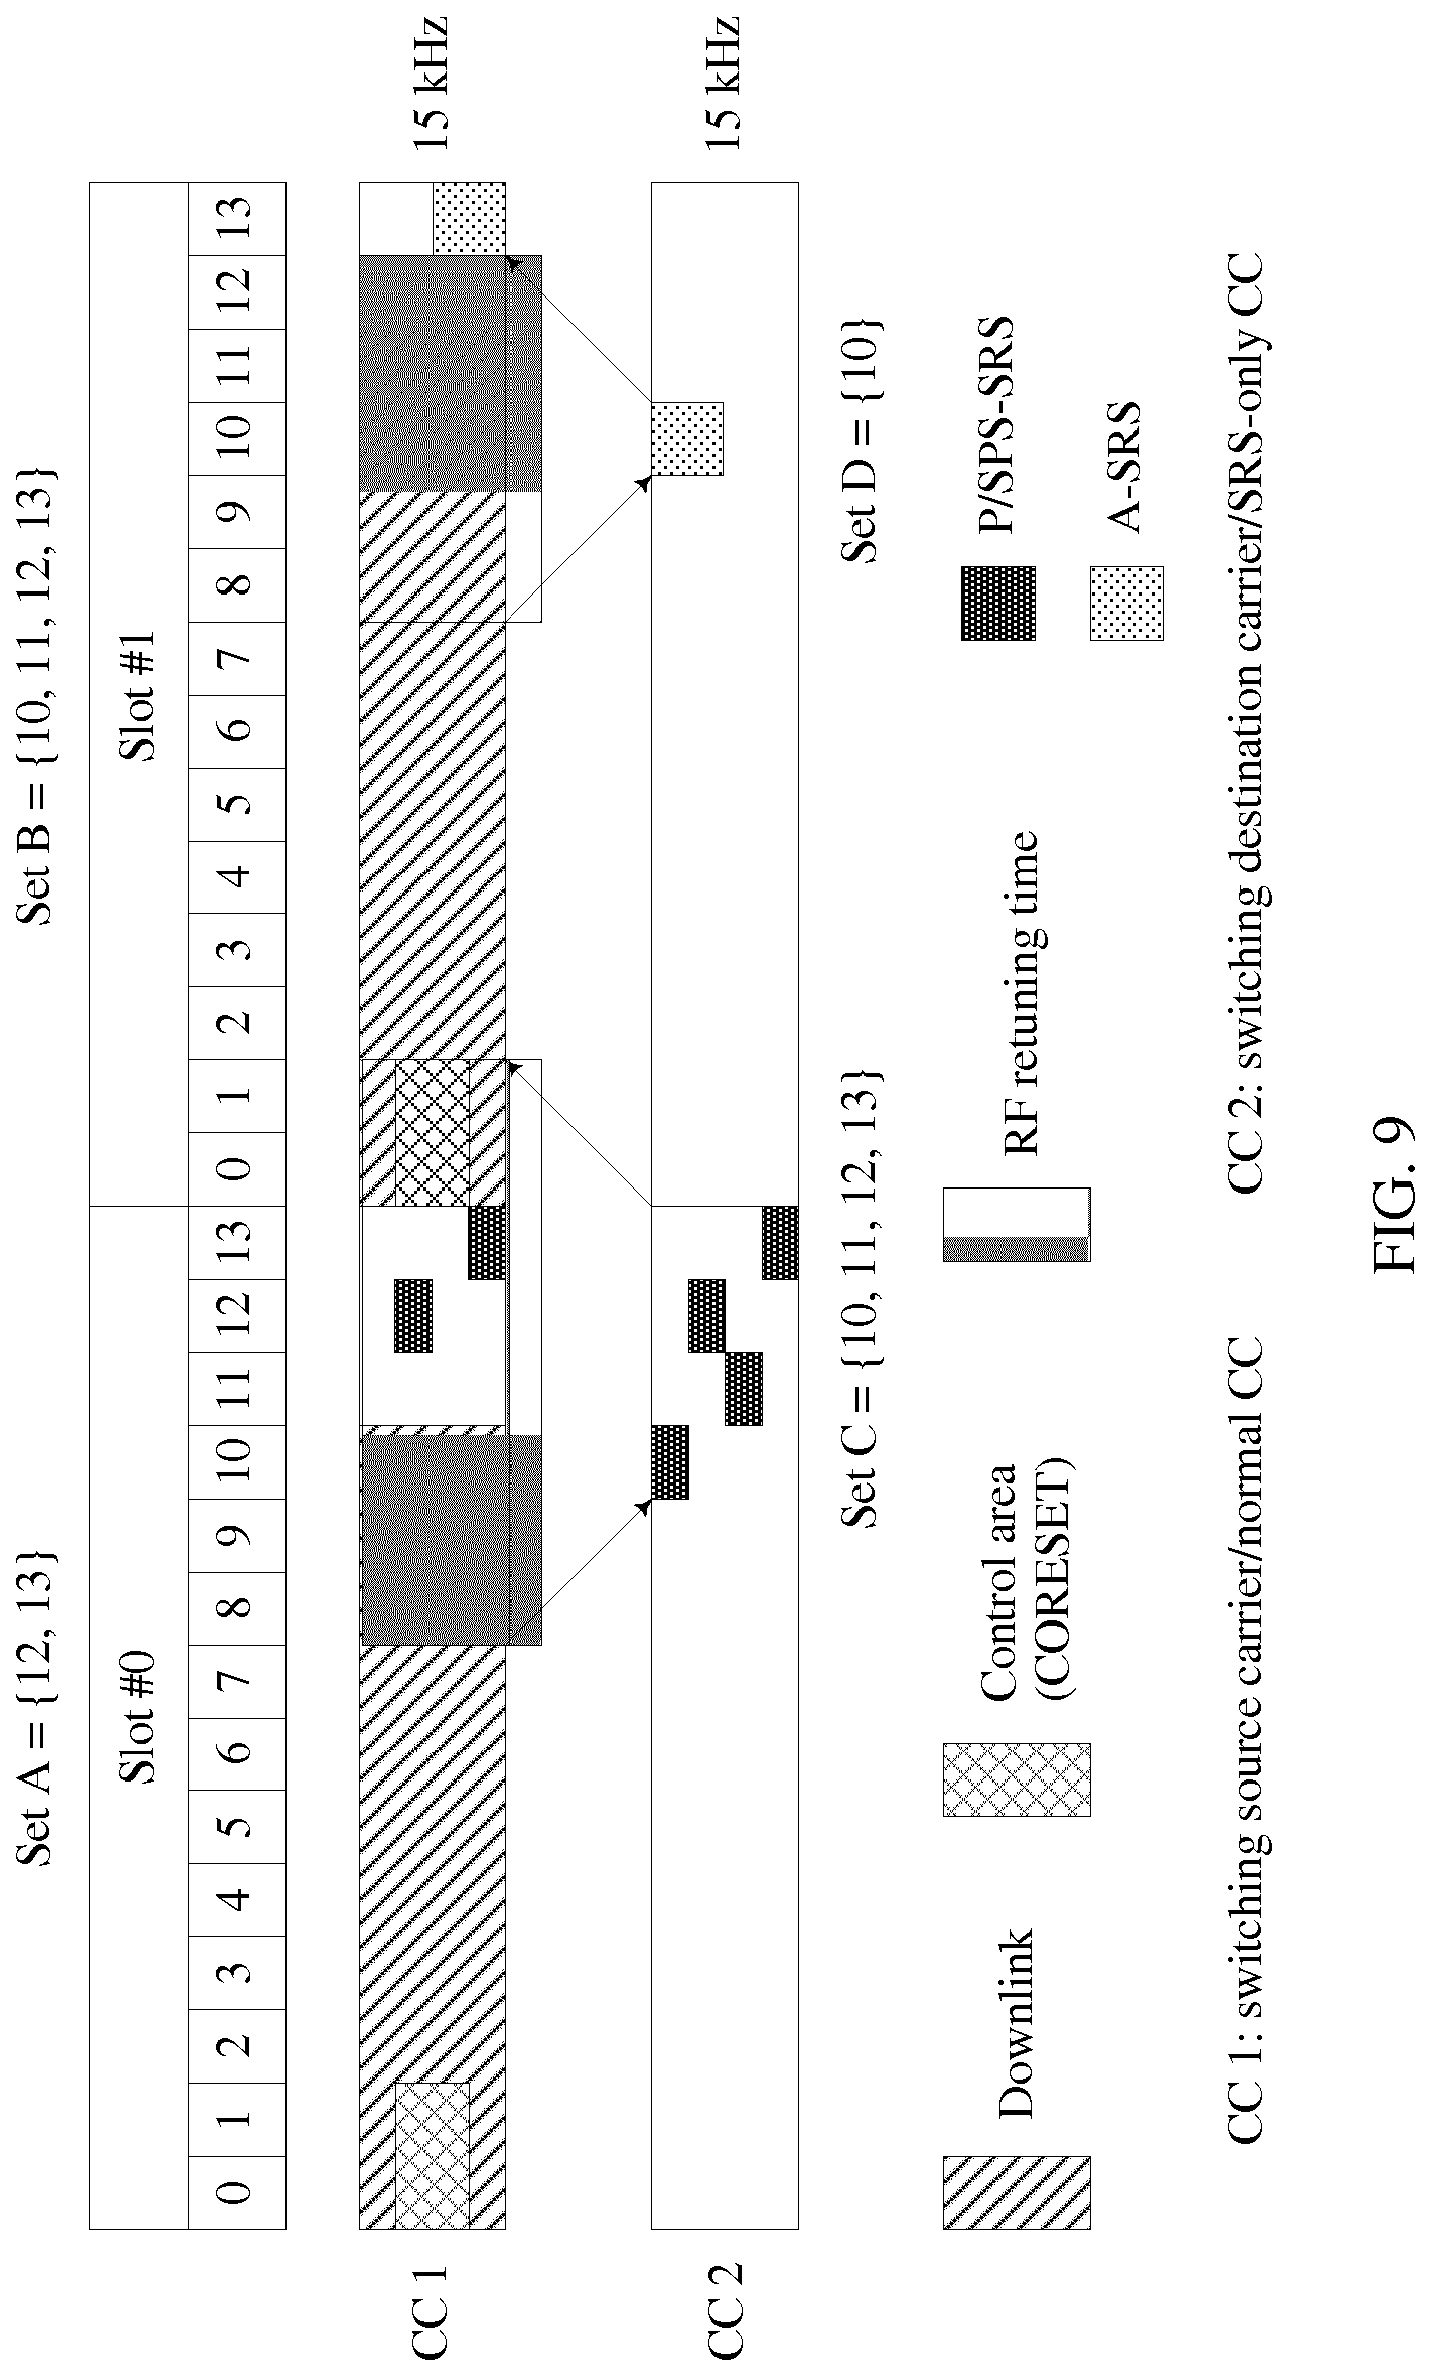 Set A = {12, 13}
Set B = {10, 11, 12, 13}
Slot #0
Slot #1
0 1 2 3 4 5 6 7 8 9 10 11 12 13 0 1 2 3 4 5 6 7 8 9 10 11 12 13
CC 1
15 kHz
CC 2
15 kHz
Set C = {10, 11, 12, 13}
Set D = {10}
Downlink
Control area
(CORESET)
RF retuning time
P/SPS-SRS
A-SRS
CC 1: switching source carrier/normal CC
CC 2: switching destination carrier/SRS-only CC
FIG. 9